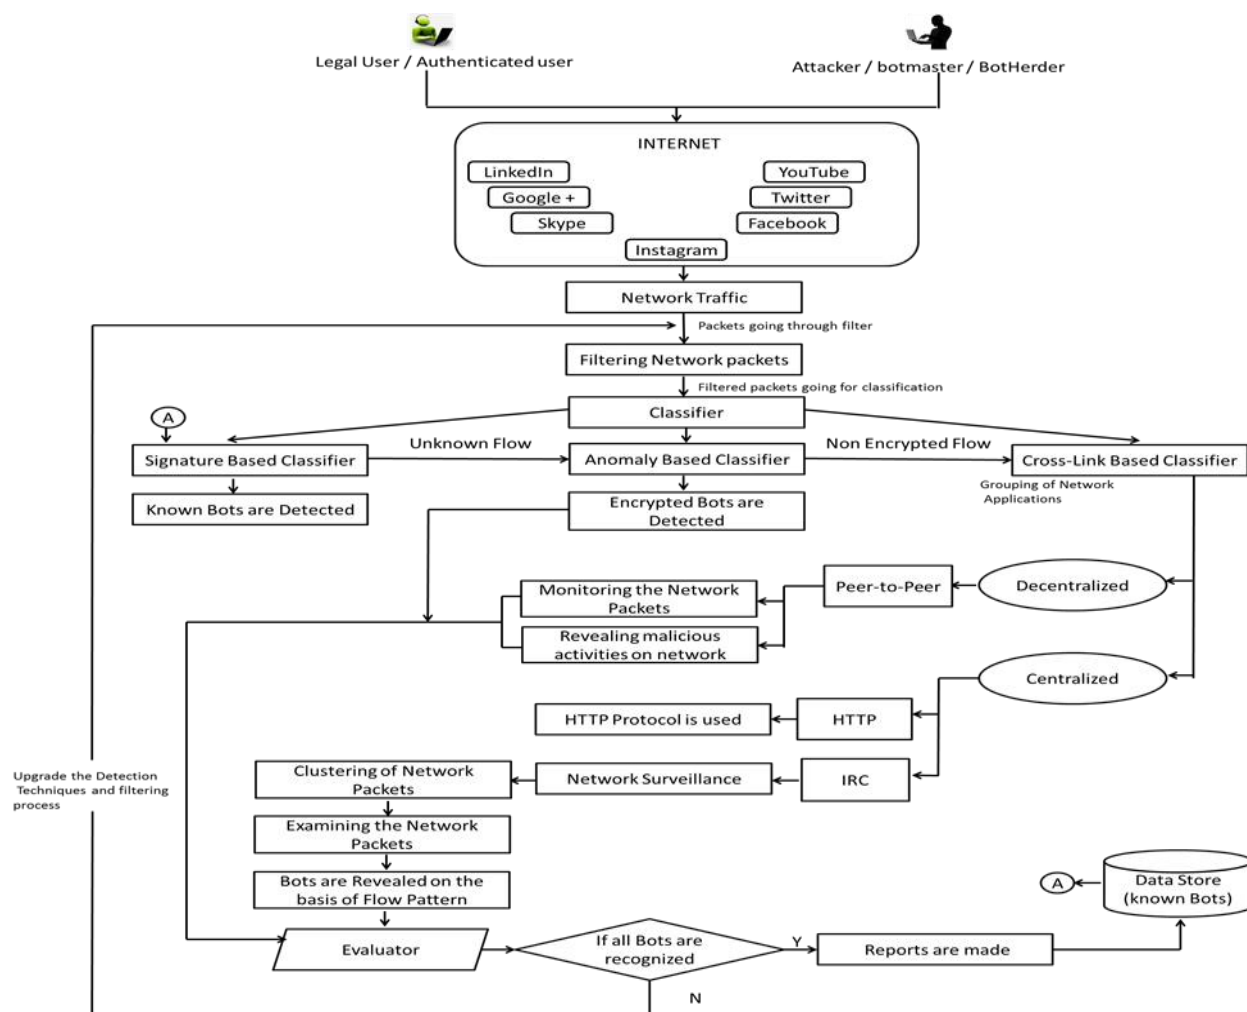 Legal User / Authenticated user
Attacker / botmaster / BotHerder
INTERNET
LinkedIn
YouTube
Google +
Twitter
Skype
Facebook
Instagram
Network Traffic
Packets going through filter
Filtering Network packets
Filtered packets going for classification
A
Classifier
Unknown Flow
Non Encrypted Flow
Signature Based Classifier
Anomaly Based Classifier
Cross-Link Based Classifier
Grouping of Network
Applications
Known Bots are Detected
Encrypted Bots are
Detected
Monitoring the Network
Packets
Peer-to-Peer
Decentralized
Revealing malicious
activities on network
Centralized
HTTP Protocol is used
HTTP
Upgrade the Detection
Techniques and filtering
process
Clustering of Network
Packets
Network Surveillance
IRC
Examining the Network
Packets
Bots are Revealed on the
basis of Flow Pattern
A
Data Store
(known Bots)
Evaluator
If all Bots are
recognized
Y
Reports are made
N